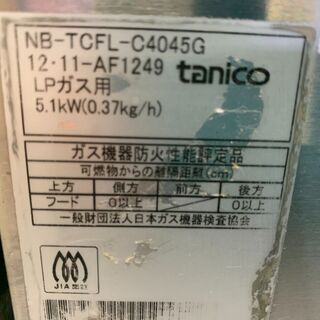 NB-TCFL-C4045G
12・11-AF1249 tanico
LPガス用
5.1kW(0.37kg/h)
ガス機器防火性能評定品
可燃物からの離隔距離(cm)
上方 側方 前方 後方
フード 0以上 0以上
一般財団法人日本ガス機器検査協会
JIA